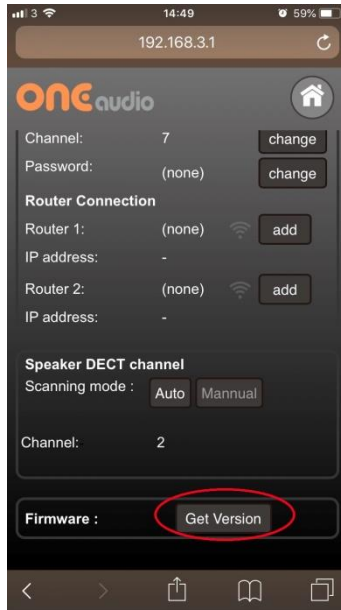 3 14:49 59%
192.168.3.1
ONE audio
Channel: 7 change
Password: (none) change
Router Connection
Router 1: (none) add
IP address: -
Router 2: (none) add
IP address: -
Speaker DECT channel
Scanning mode : Auto Mannual
Channel: 2
Firmware : Get Version